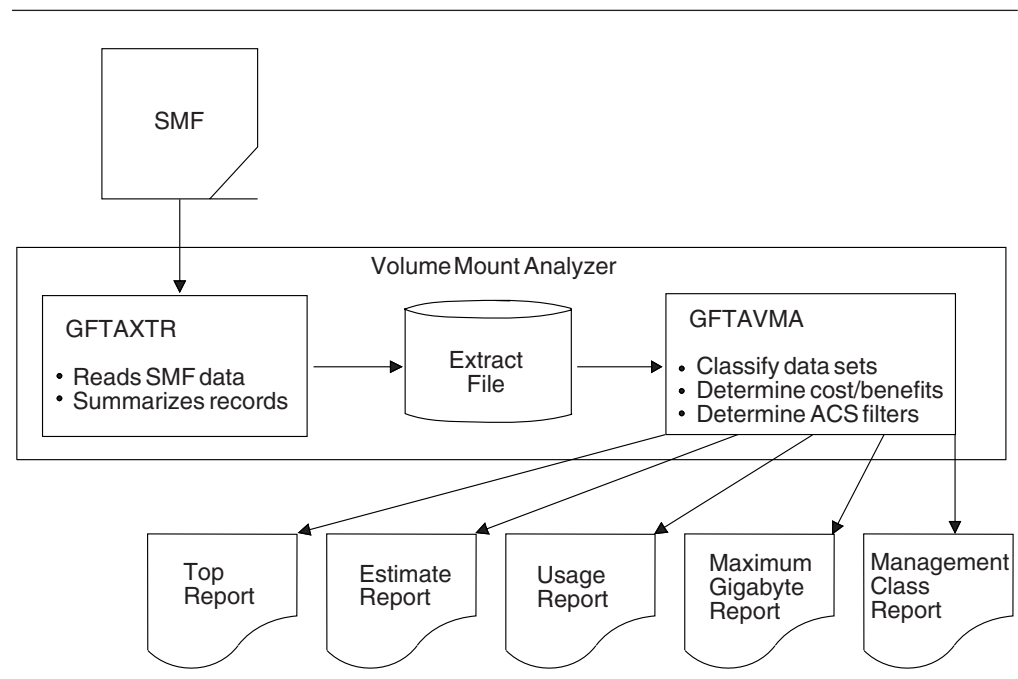 SMF
Volume Mount Analyzer
GFTAXTR
• Reads SMF data
• Summarizes records
Extract
File
GFTAVMA
• Classify data sets
• Determine cost/benefits
• Determine ACS filters
Top
Report
Estimate
Report
Usage
Report
Maximum
Gigabyte
Report
Management
Class
Report